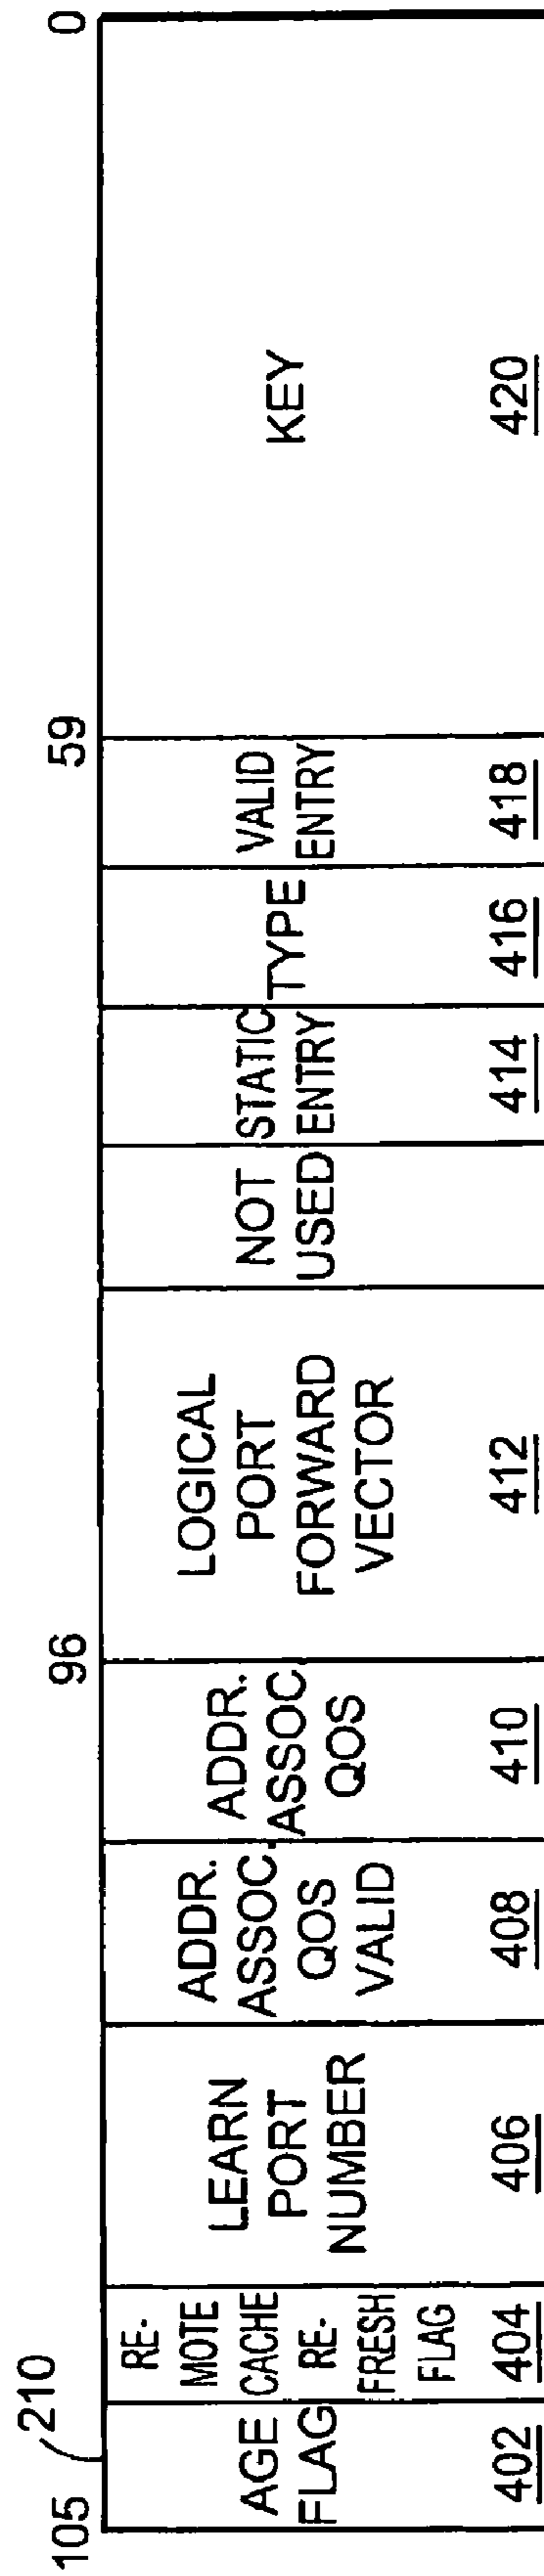 105
210
96
59
0
AGE
FLAG
402
RE-
MOTE
CACHE
RE-
FRESH
FLAG
404
LEARN
PORT
NUMBER
406
ADDR.
ASSOC.
QOS
VALID
408
ADDR.
ASSOC
QOS
410
LOGICAL
PORT
FORWARD
VECTOR
412
NOT
USED
STATIC
ENTRY
414
TYPE
416
VALID
ENTRY
418
KEY
420